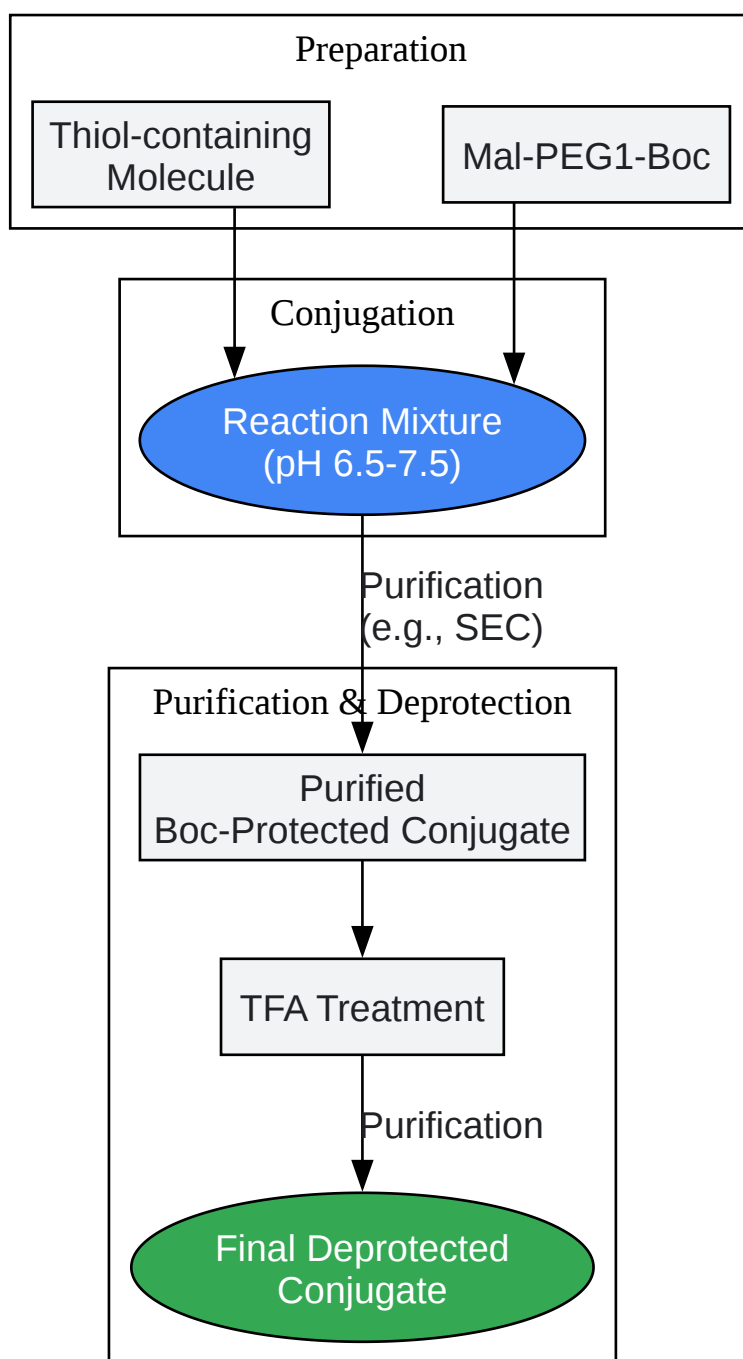 Preparation
Thiol-containing
Molecule
Mal-PEG1-Boc
Conjugation
Reaction Mixture
(pH 6.5-7.5)
Purification
(e.g., SEC)
Purification & Deprotection
Purified
Boc-Protected Conjugate
TFA Treatment
Purification
Final Deprotected
Conjugate